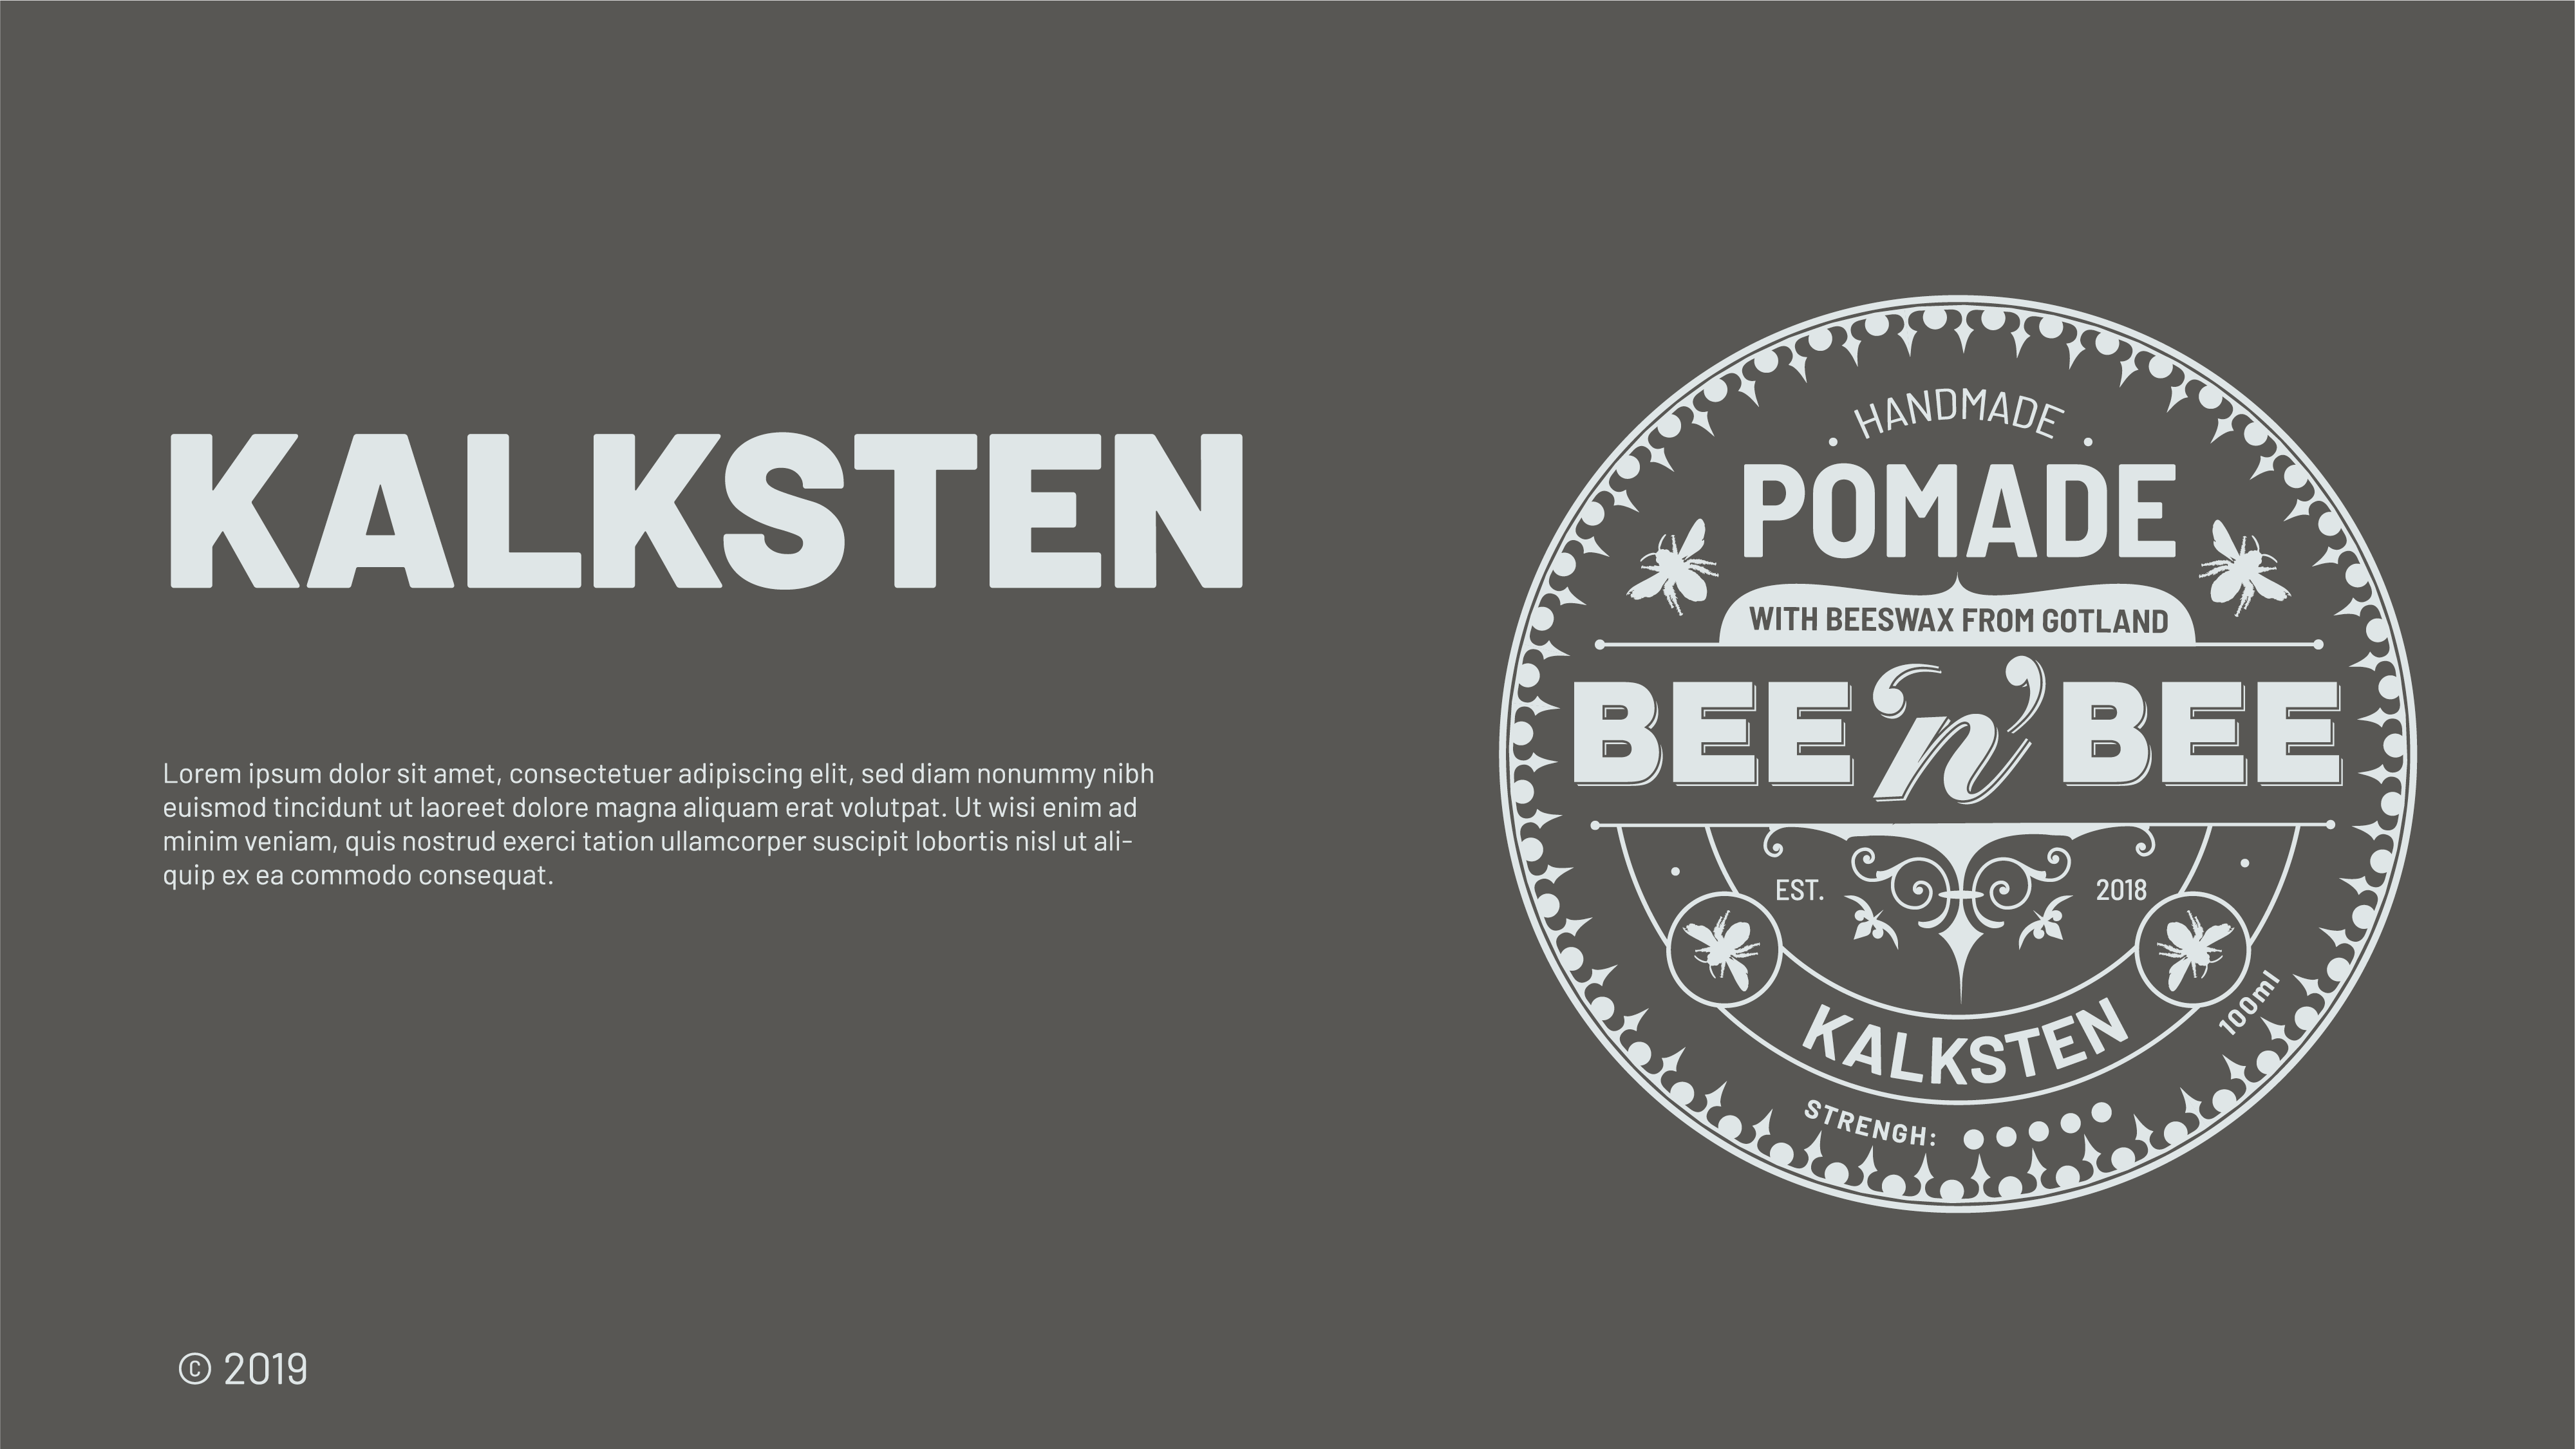 KALKSTEN
Lorem ipsum dolor sit amet, consectetuer adipiscing elit, sed diam nonummy nibh
euismod tincidunt ut laoreet dolore magna aliquam erat volutpat. Ut wisi enim ad
minim veniam, quis nostrud exerci tation ullamcorper suscipit lobortis nisl ut ali-
quip ex ea commodo consequat.
© 2019
HANDMADE
POMADE
WITH BEESWAX FROM GOTLAND
BEE ‘n’ BEE
EST. 2018
KALKSTEN
100ml
STRENGH: